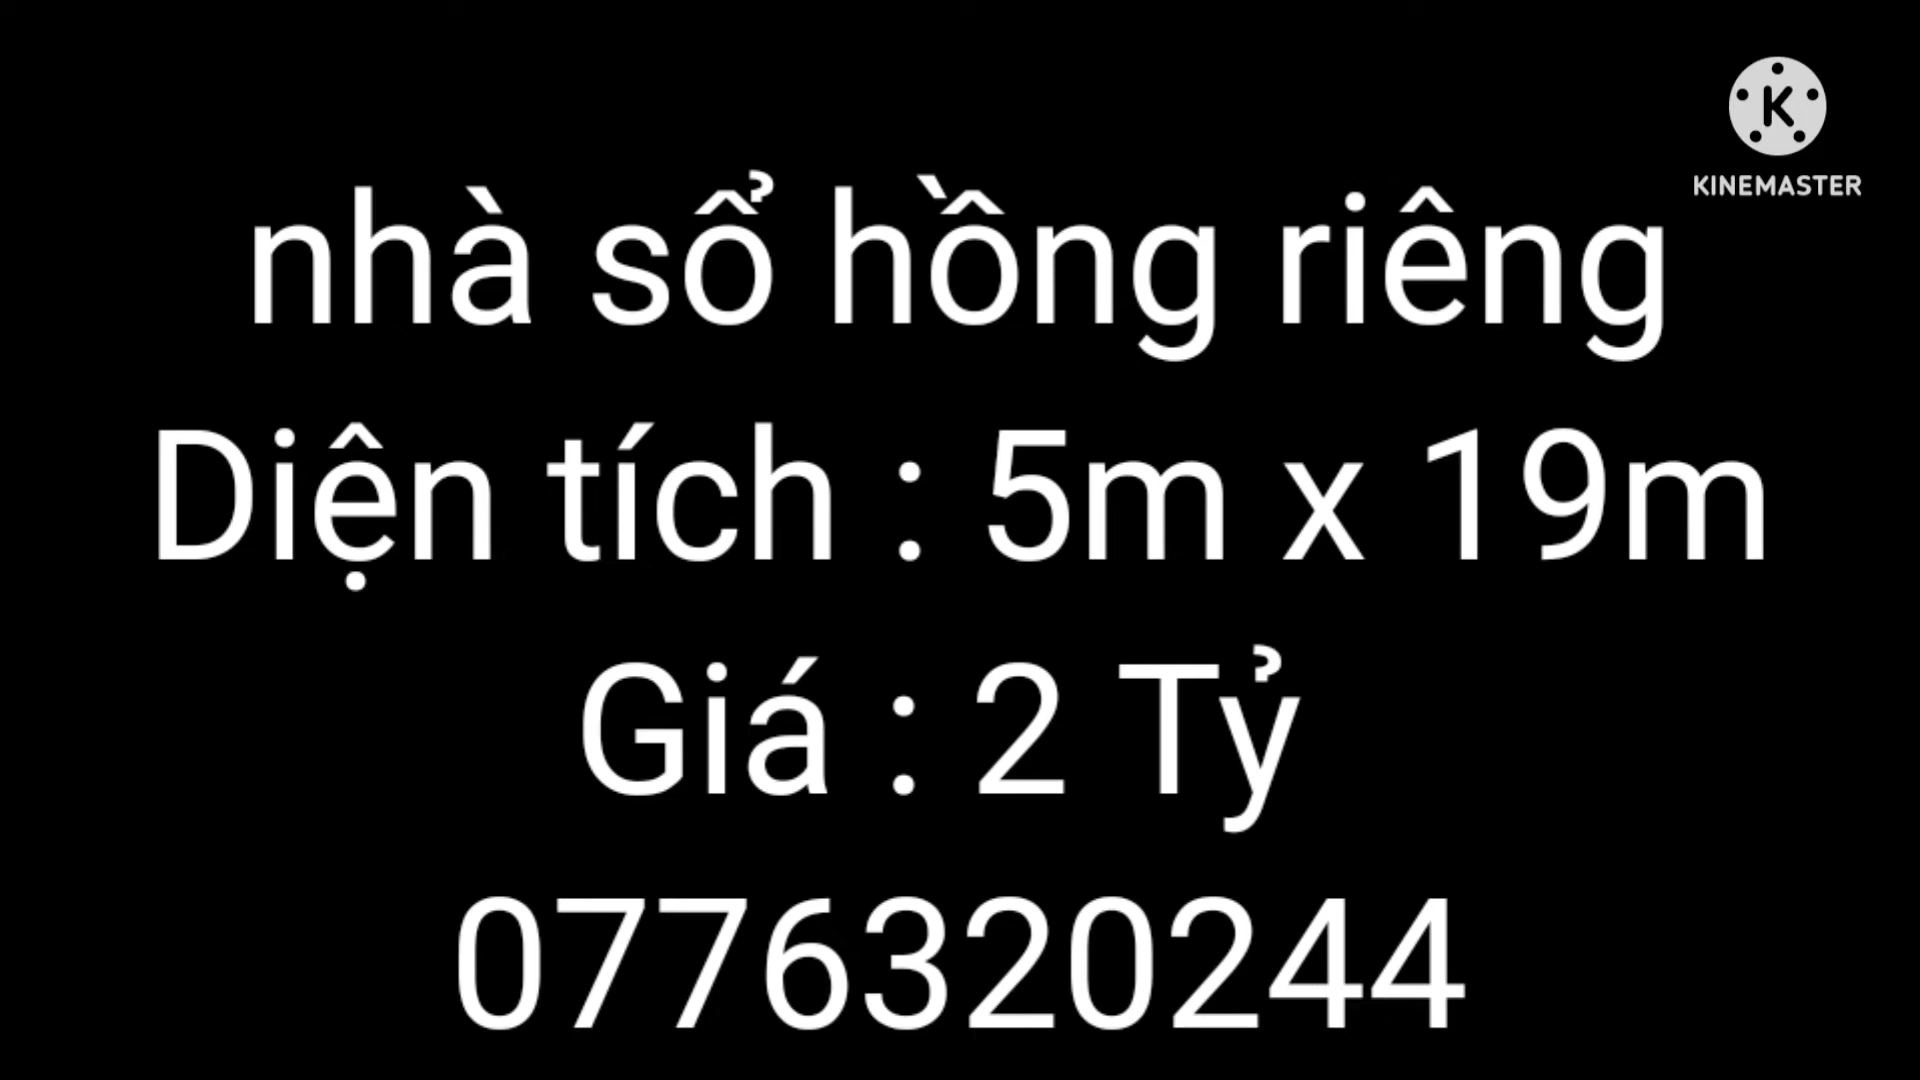 KINEMASTER
nhà sổ hồng riêng
Diện tích : 5m x 19m
Giá : 2 Tỷ
0776320244